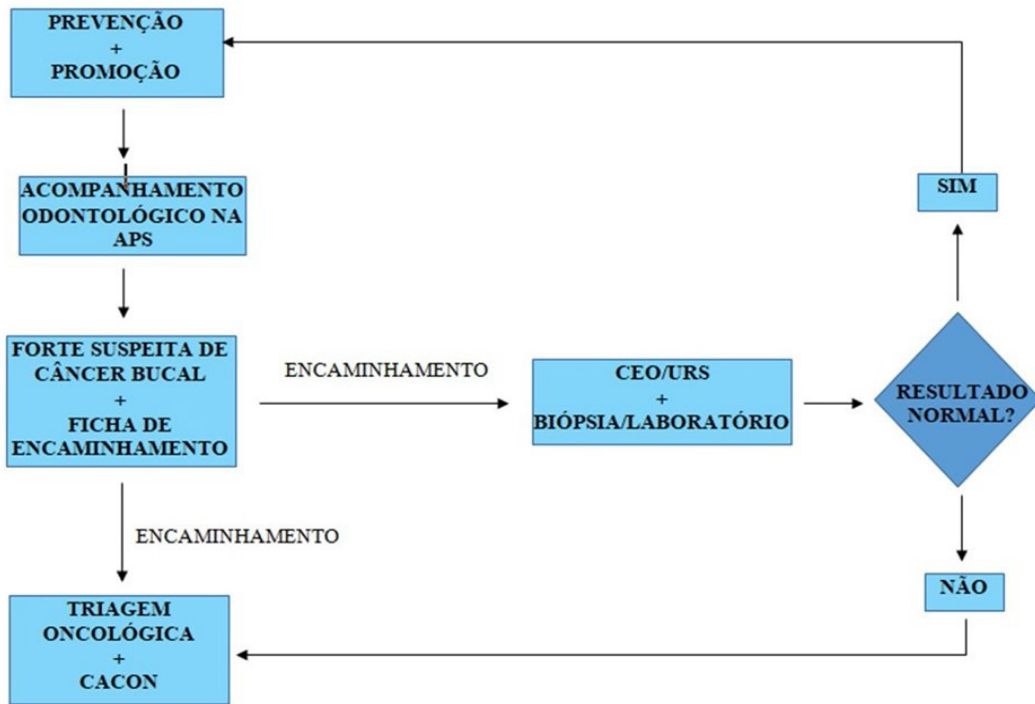 PREVENÇÃO
+
PROMOÇÃO
ACOMPANHAMENTO
ODONTOLÓGICO NA
APS
FORTE SUSPEITA DE
CÂNCER BUCAL
+
FICHA DE
ENCAMINHAMENTO
ENCAMINHAMENTO
CEO/URS
+
BIÓPSIA/LABORATÓRIO
RESULTADO
NORMAL?
SIM
NÃO
ENCAMINHAMENTO
TRIAGEM
ONCOLÓGICA
+
CACON